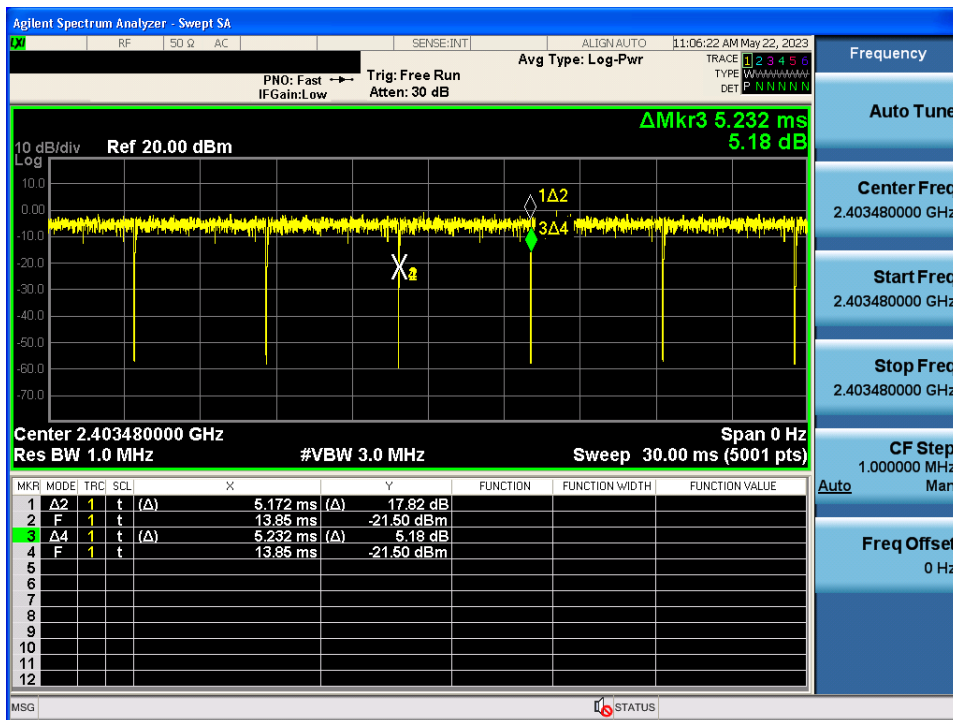 Agilent Spectrum Analyzer - Swept SA
LXI RF 50 Ω AC SENSE:INT ALIGN AUTO 11:06:22 AM May 22, 2023
PNO: Fast
IFGain:Low
Trig: Free Run
Atten: 30 dB
Avg Type: Log-Pwr
TRACE 1 2 3 4 5 6
TYPE W
DET P N N N N N
ΔMkr3 5.232 ms
5.18 dB
10 dB/div Ref 20.00 dBm
Log
10.0
0.00
-10.0
-20.0
-30.0
-40.0
-50.0
-60.0
-70.0
1Δ2
3Δ4
Center 2.403480000 GHz Span 0 Hz
Res BW 1.0 MHz #VBW 3.0 MHz Sweep 30.00 ms (5001 pts)
MKR MODE TRC SCL X Y FUNCTION FUNCTION WIDTH FUNCTION VALUE
1 Δ2 1 t (Δ) 5.172 ms (Δ) 17.82 dB
2 F 1 t 13.85 ms -21.50 dBm
3 Δ4 1 t (Δ) 5.232 ms (Δ) 5.18 dB
4 F 1 t 13.85 ms -21.50 dBm
5
6
7
8
9
10
11
12
MSG STATUS
Frequency
Auto Tune
Center Freq
2.403480000 GHz
Start Freq
2.403480000 GHz
Stop Freq
2.403480000 GHz
CF Step
1.000000 MHz
Auto Man
Freq Offset
0 Hz